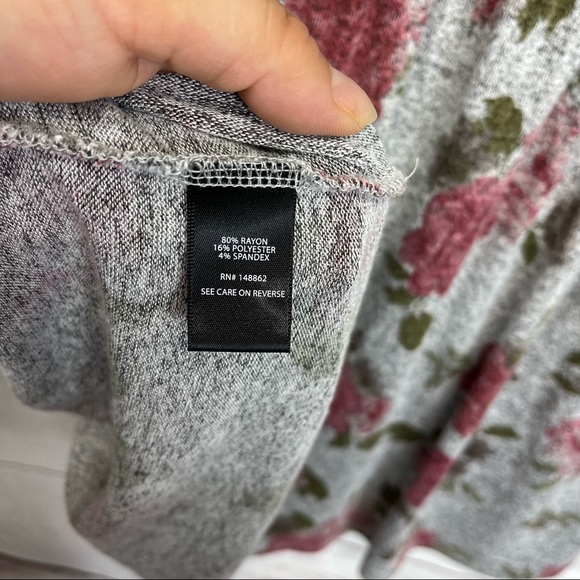 80% RAYON
16% POLYESTER
4% SPANDEX
RN# 148862
SEE CARE ON REVERSE